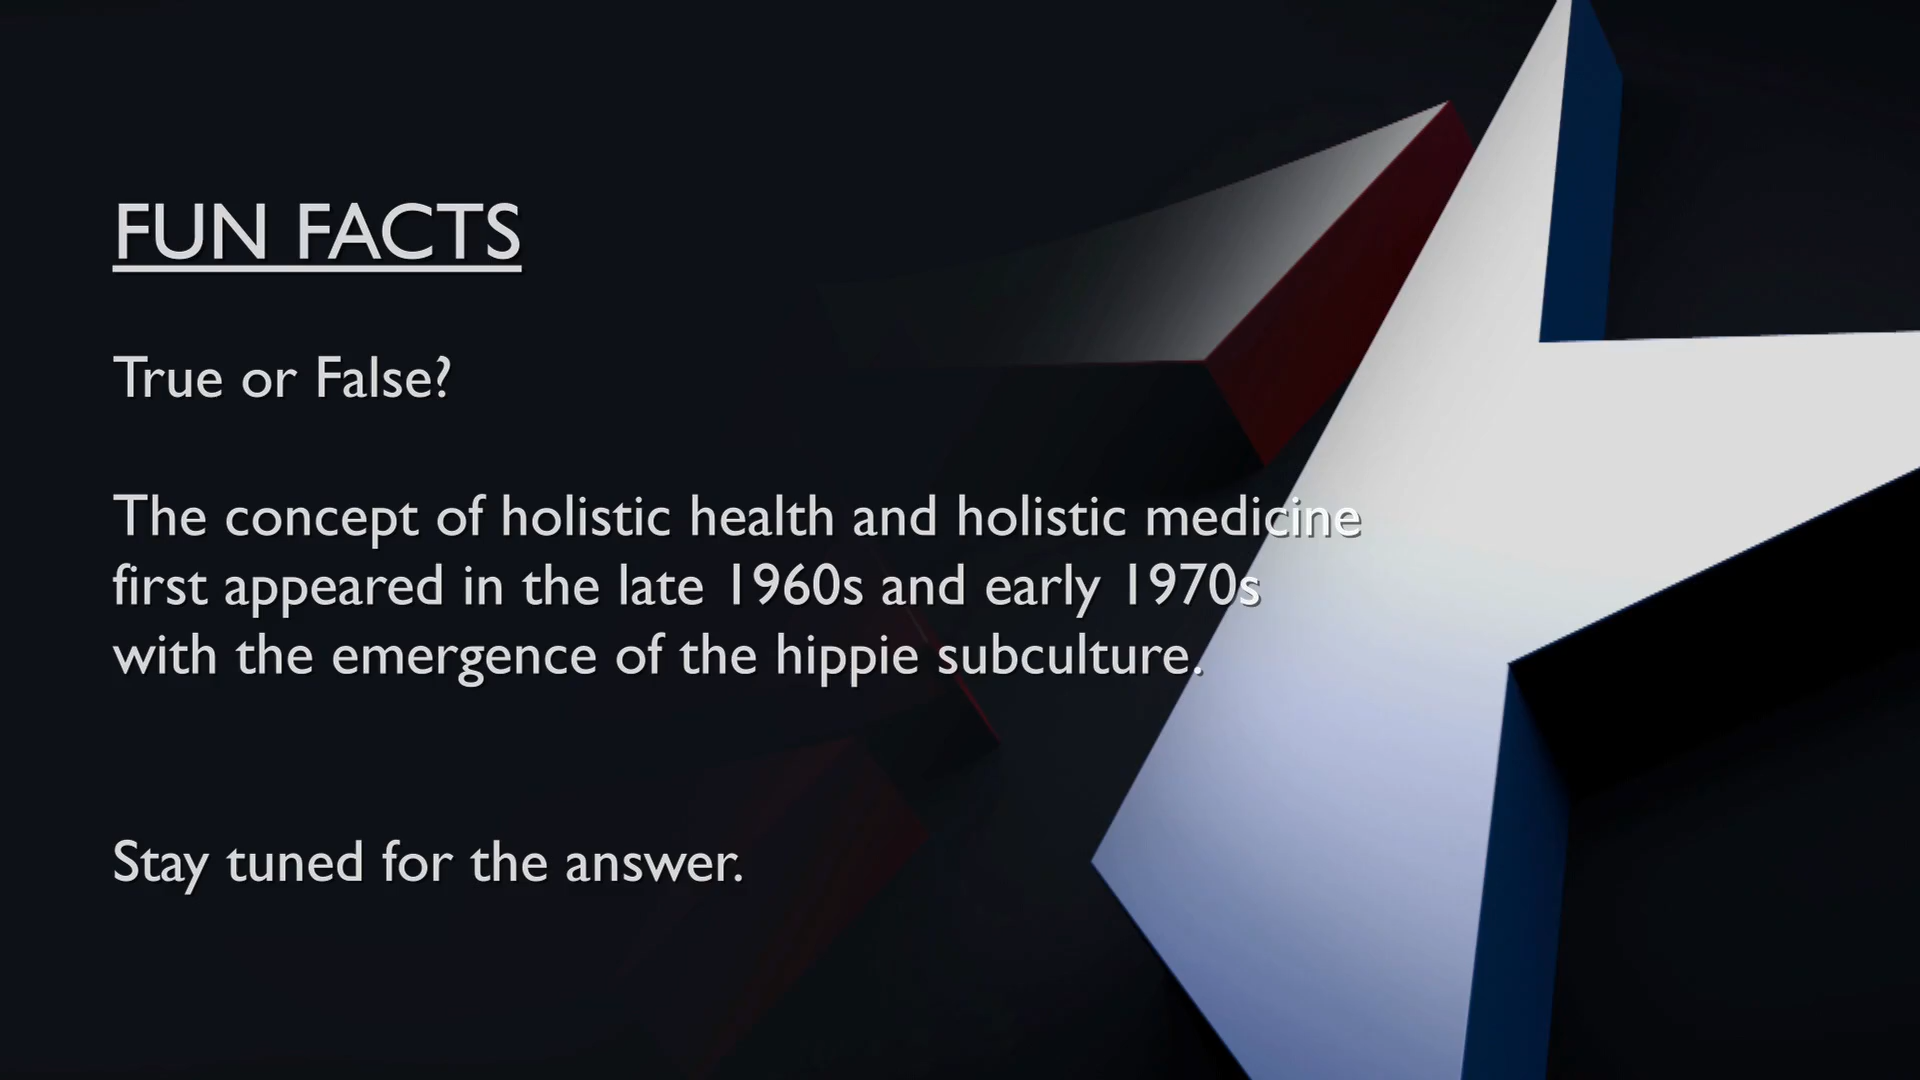 FUN FACTS
True or False?
The concept of holistic health and holistic medicine
first appeared in the late 1960s and early 1970s
with the emergence of the hippie subculture.
Stay tuned for the answer.